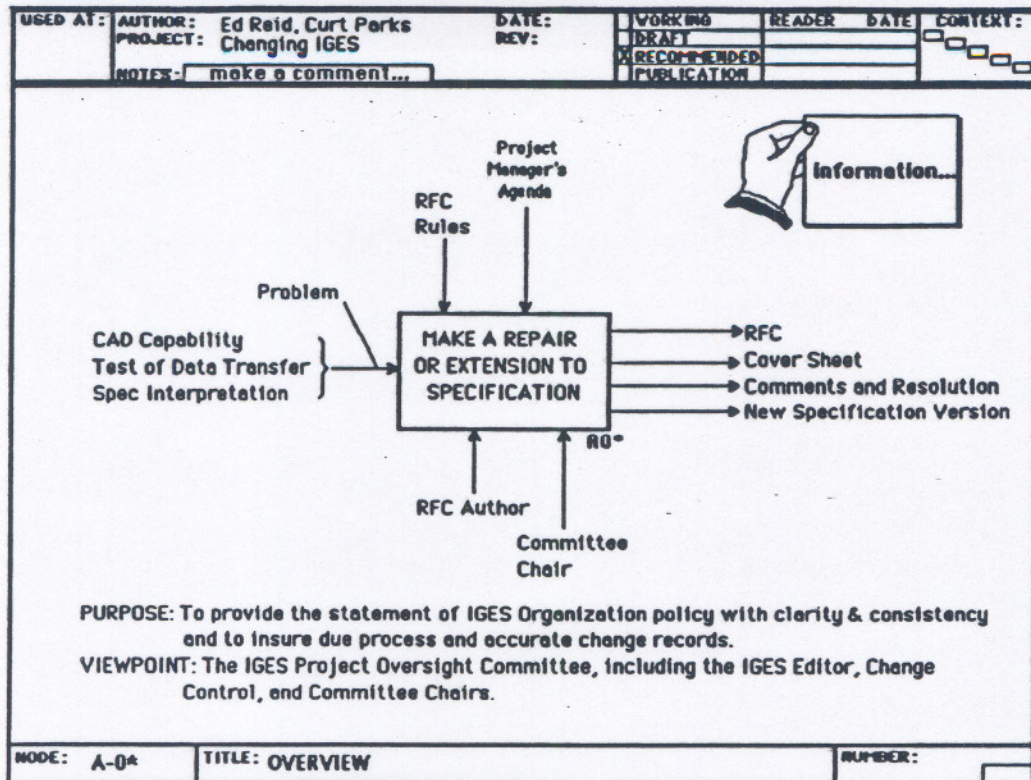 USED AT:
AUTHOR: Ed Reid, Curt Parks
PROJECT: Changing IGES
NOTES: make a comment...
DATE:
REV:
WORKING
DRAFT
X RECOMMENDED
PUBLICATION
READER DATE
CONTEXT:
Information...
Project
Manager's
Agenda
RFC
Rules
Problem
CAD Capability
Test of Data Transfer
Spec Interpretation
MAKE A REPAIR
OR EXTENSION TO
SPECIFICATION
A0*
RFC
Cover Sheet
Comments and Resolution
New Specification Version
RFC Author
Committee
Chair
PURPOSE: To provide the statement of IGES Organization policy with clarity & consistency
and to insure due process and accurate change records.
VIEWPOINT: The IGES Project Oversight Committee, including the IGES Editor, Change
Control, and Committee Chairs.
NODE: A-0*
TITLE: OVERVIEW
NUMBER: